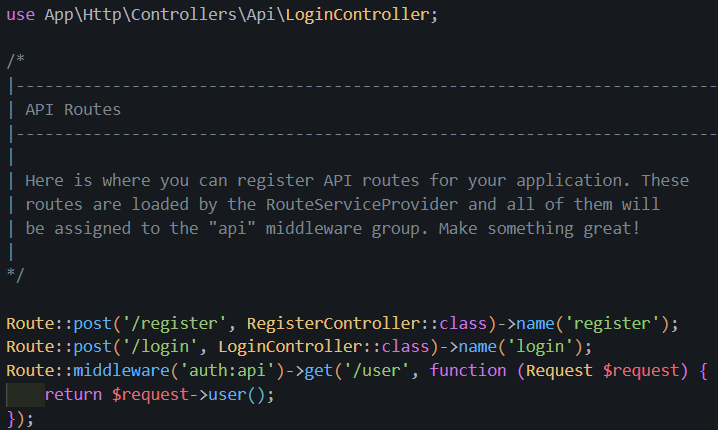 use App\Http\Controllers\Api\LoginController;
/*
|-----------------------------------------------------------------------
| API Routes
|-----------------------------------------------------------------------
|
| Here is where you can register API routes for your application. These
| routes are loaded by the RouteServiceProvider and all of them will
| be assigned to the "api" middleware group. Make something great!
|
*/
Route::post('/register', RegisterController::class)->name('register');
Route::post('/login', LoginController::class)->name('login');
Route::middleware('auth:api')->get('/user', function (Request $request) {
    return $request->user();
});